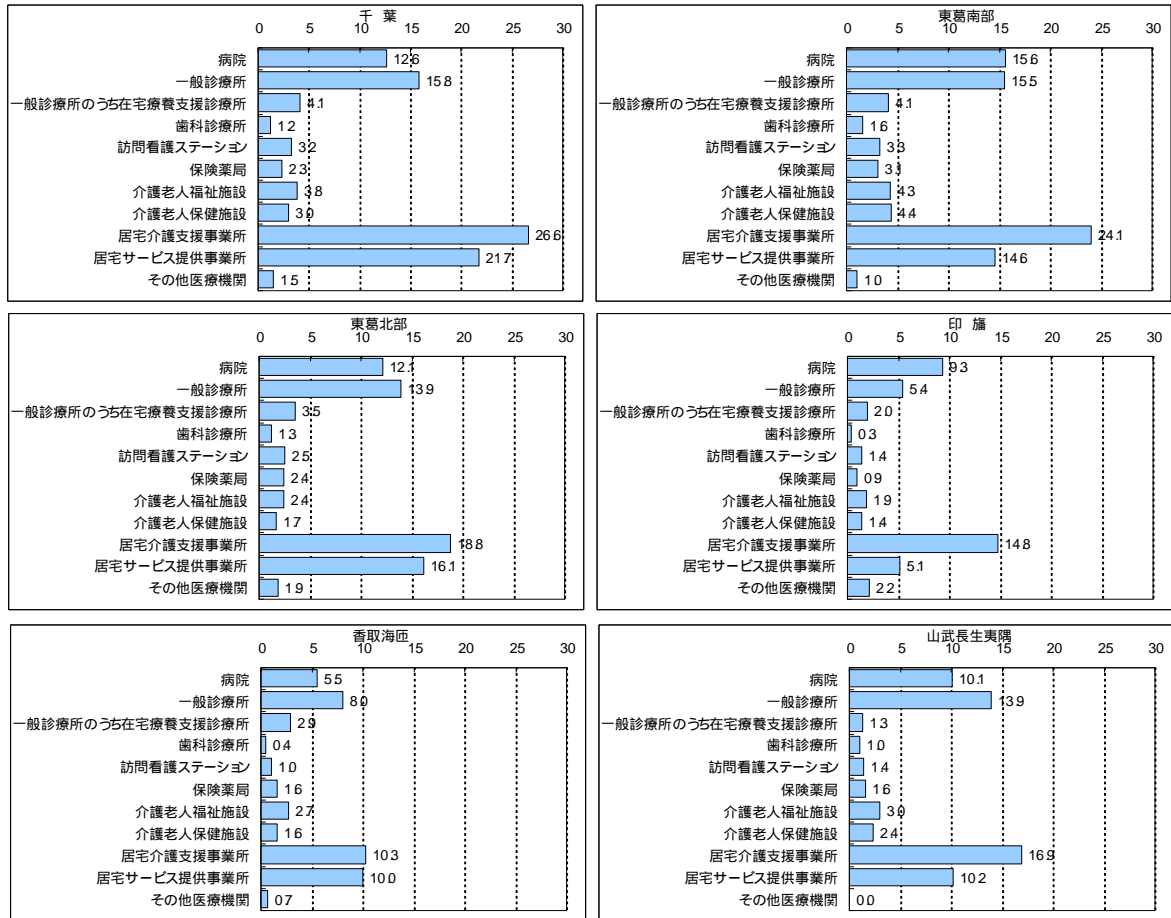 千 葉
0 5 10 15 20 25 30
病院 12.6
一般診療所 15.8
一般診療所のうち在宅療養支援診療所 4.1
歯科診療所 1.2
訪問看護ステーション 3.2
保険薬局 2.3
介護老人福祉施設 3.8
介護老人保健施設 3.0
居宅介護支援事業所 26.6
居宅サービス提供事業所 21.7
その他医療機関 1.5
東葛南部
0 5 10 15 20 25 30
病院 15.6
一般診療所 15.5
一般診療所のうち在宅療養支援診療所 4.1
歯科診療所 1.6
訪問看護ステーション 3.3
保険薬局 3.1
介護老人福祉施設 4.3
介護老人保健施設 4.4
居宅介護支援事業所 24.1
居宅サービス提供事業所 14.6
その他医療機関 1.0
東葛北部
0 5 10 15 20 25 30
病院 12.1
一般診療所 13.9
一般診療所のうち在宅療養支援診療所 3.5
歯科診療所 1.3
訪問看護ステーション 2.5
保険薬局 2.4
介護老人福祉施設 2.4
介護老人保健施設 1.7
居宅介護支援事業所 18.8
居宅サービス提供事業所 16.1
その他医療機関 1.9
印 旛
0 5 10 15 20 25 30
病院 9.3
一般診療所 5.4
一般診療所のうち在宅療養支援診療所 2.0
歯科診療所 0.3
訪問看護ステーション 1.4
保険薬局 0.9
介護老人福祉施設 1.9
介護老人保健施設 1.4
居宅介護支援事業所 14.8
居宅サービス提供事業所 5.1
その他医療機関 2.2
香取海匝
0 5 10 15 20 25 30
病院 5.5
一般診療所 8.0
一般診療所のうち在宅療養支援診療所 2.9
歯科診療所 0.4
訪問看護ステーション 1.0
保険薬局 1.6
介護老人福祉施設 2.7
介護老人保健施設 1.6
居宅介護支援事業所 10.3
居宅サービス提供事業所 10.0
その他医療機関 0.7
山武長生夷隅
0 5 10 15 20 25 30
病院 10.1
一般診療所 13.9
一般診療所のうち在宅療養支援診療所 1.3
歯科診療所 1.0
訪問看護ステーション 1.4
保険薬局 1.6
介護老人福祉施設 3.0
介護老人保健施設 2.4
居宅介護支援事業所 16.9
居宅サービス提供事業所 10.2
その他医療機関 0.0